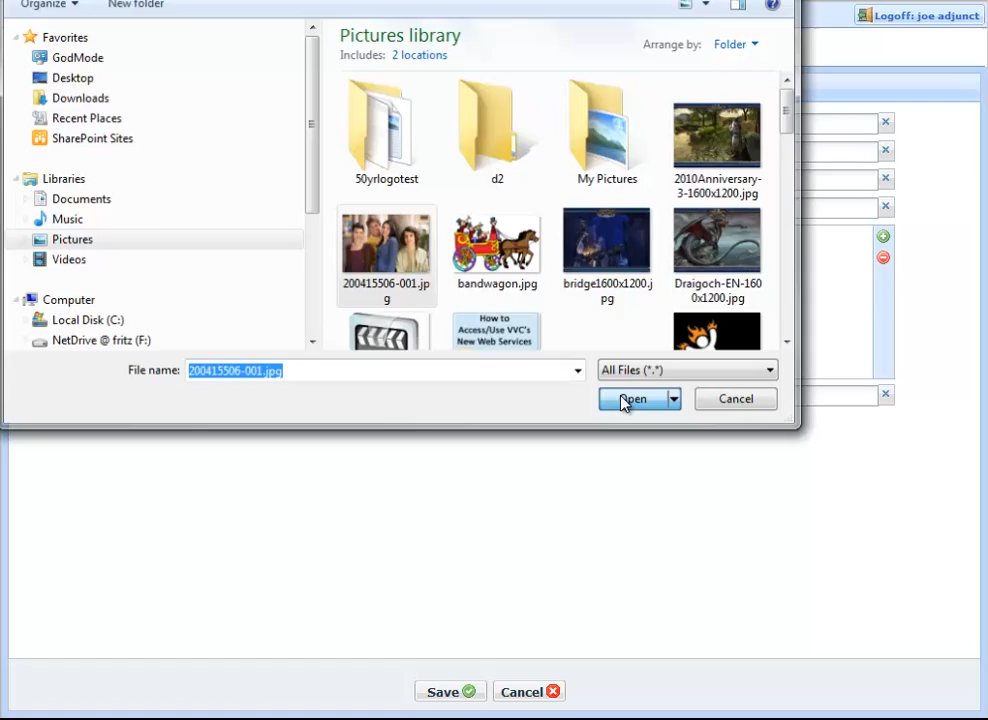 Organize
New folder
Logoff: joe adjunct
Favorites
GodMode
Desktop
Downloads
Recent Places
SharePoint Sites
Libraries
Documents
Music
Pictures
Videos
Computer
Local Disk (C:)
NetDrive @ fritz (F:)
Pictures library
Includes: 2 locations
Arrange by: Folder
50yrlogotest
d2
My Pictures
2010Anniversary-
3-1600x1200.jpg
200415506-001.jp
g
bandwagon.jpg
bridge1600x1200.j
pg
Draigoch-EN-160
0x1200.jpg
How to
Access/Use VVC's
New Web Services
File name: 200415506-001.jpg
All Files (*.*)
Open
Cancel
Save
Cancel